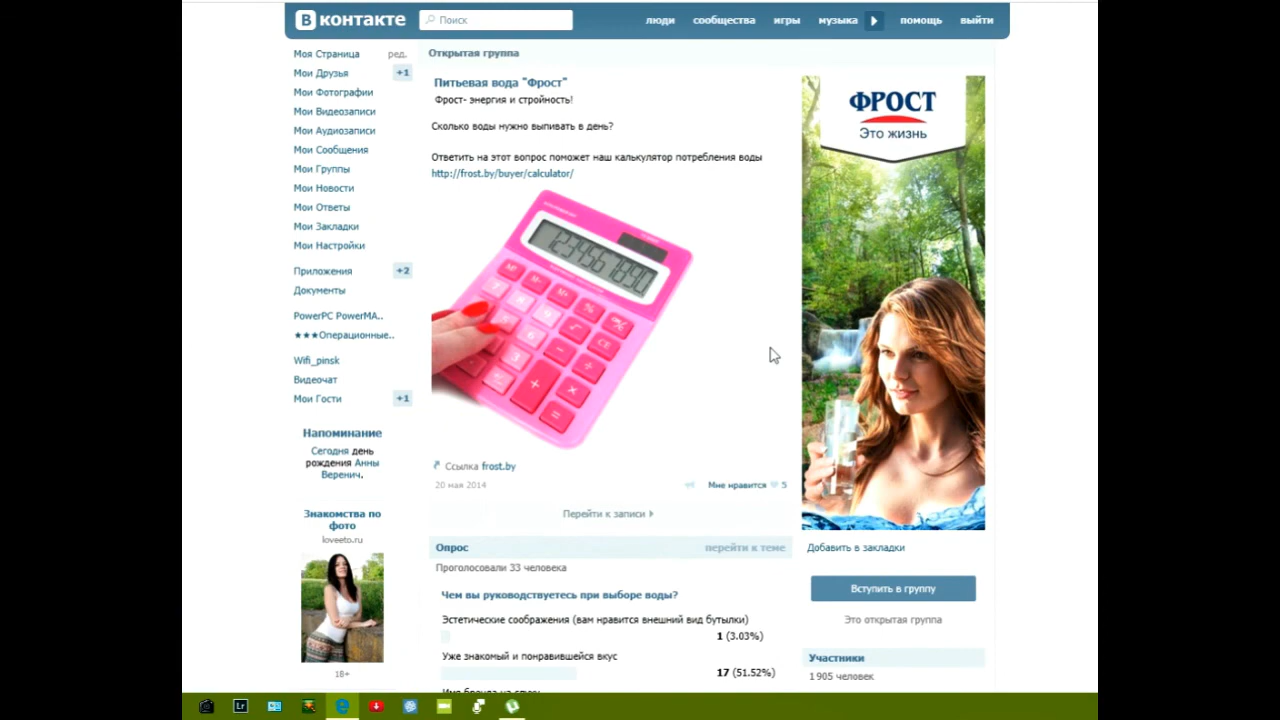 В контакте
Поиск
люди сообщества игры музыка помощь выйти
Моя Страница ред.
Мои Друзья +1
Мои Фотографии
Мои Видеозаписи
Мои Аудиозаписи
Мои Сообщения
Мои Группы
Мои Новости
Мои Ответы
Мои Закладки
Мои Настройки
Приложения +2
Документы
PowerPC PowerMA..
★★★Операционные..
Wifi_pinsk
Видеочат
Мои Гости +1
Напоминание
Сегодня день
рождения Анны
Веренич.
Знакомства по
фото
loveeto.ru
18+
Открытая группа
Питьевая вода "Фрост"
Фрост- энергия и стройность!
Сколько воды нужно выпивать в день?
Ответить на этот вопрос поможет наш калькулятор потребления воды
http://frost.by/buyer/calculator/
1234567890
Ссылка frost.by
20 мая 2014 Мне нравится 5
Перейти к записи
Опрос перейти к теме
Проголосовали 33 человека
Чем вы руководствуетесь при выборе воды?
Эстетические соображения (вам нравится внешний вид бутылки)
1 (3.03%)
Уже знакомый и понравившейся вкус
17 (51.52%)
ФРОСТ
Это жизнь
Добавить в закладки
Вступить в группу
Это открытая группа
Участники
1 905 человек
Lr